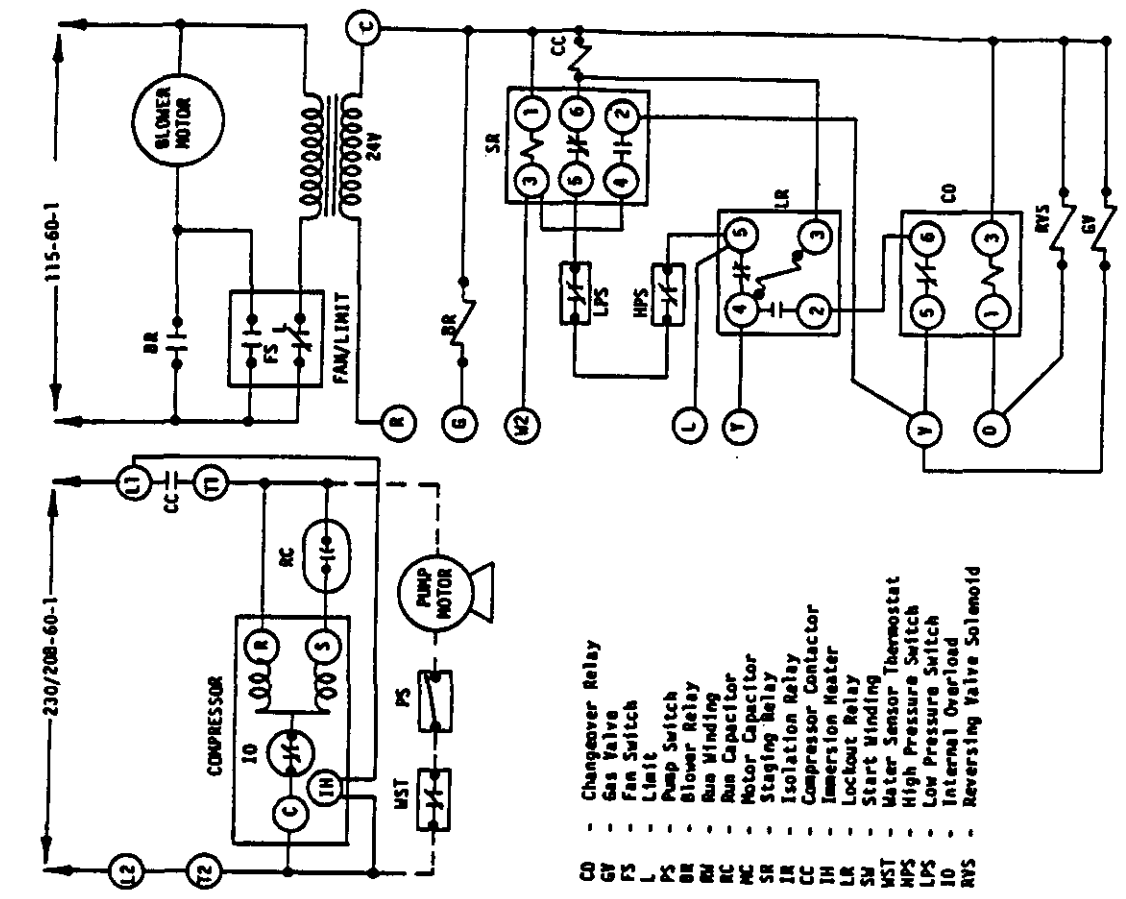 230/208-60-1
115-60-1
L2
T2
L1
CC
T1
COMPRESSOR
IO
C
IH
R
S
RC
WST
PS
PUMP
MOTOR
BR
BLOWER
MOTOR
FS
L
FAN/LIMIT
24V
R
C
G
BR
W2
SR
3
1
5
6
4
2
CC
LPS
HPS
L
Y
LR
4
5
2
3
V
O
CO
5
6
1
3
RVS
GV
CO - Changeover Relay
GV - Gas Valve
FS - Fan Switch
L - Limit
PS - Pump Switch
BR - Blower Relay
RW - Run Winding
RC - Run Capacitor
MC - Motor Capacitor
SR - Staging Relay
IR - Isolation Relay
CC - Compressor Contactor
IH - Immersion Heater
LR - Lockout Relay
SW - Start Winding
WST - Water Sensor Thermostat
HPS - High Pressure Switch
LPS - Low Pressure Switch
IO - Internal Overload
RVS - Reversing Valve Solenoid